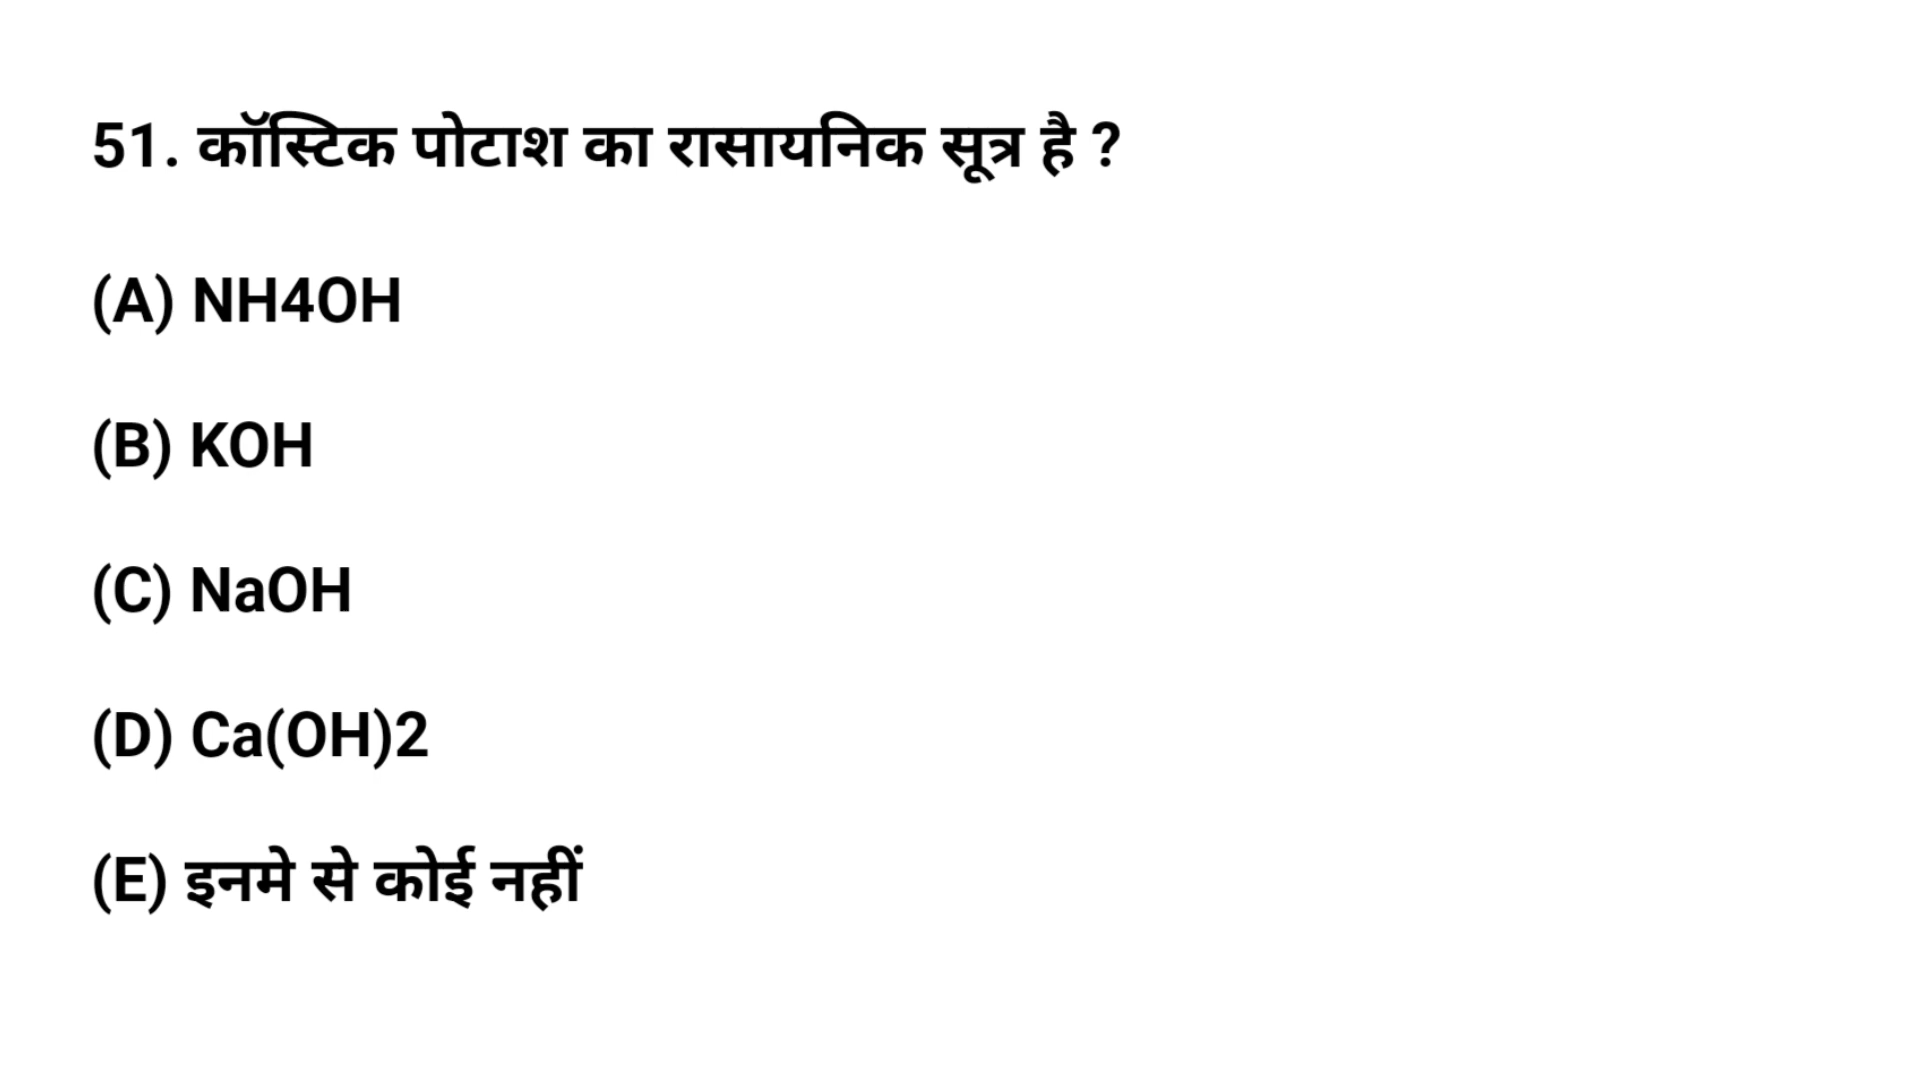 51. कॉस्टिक पोटाश का रासायनिक सूत्र है ?
(A) NH4OH
(B) KOH
(C) NaOH
(D) Ca(OH)2
(E) इनमे से कोई नहीं